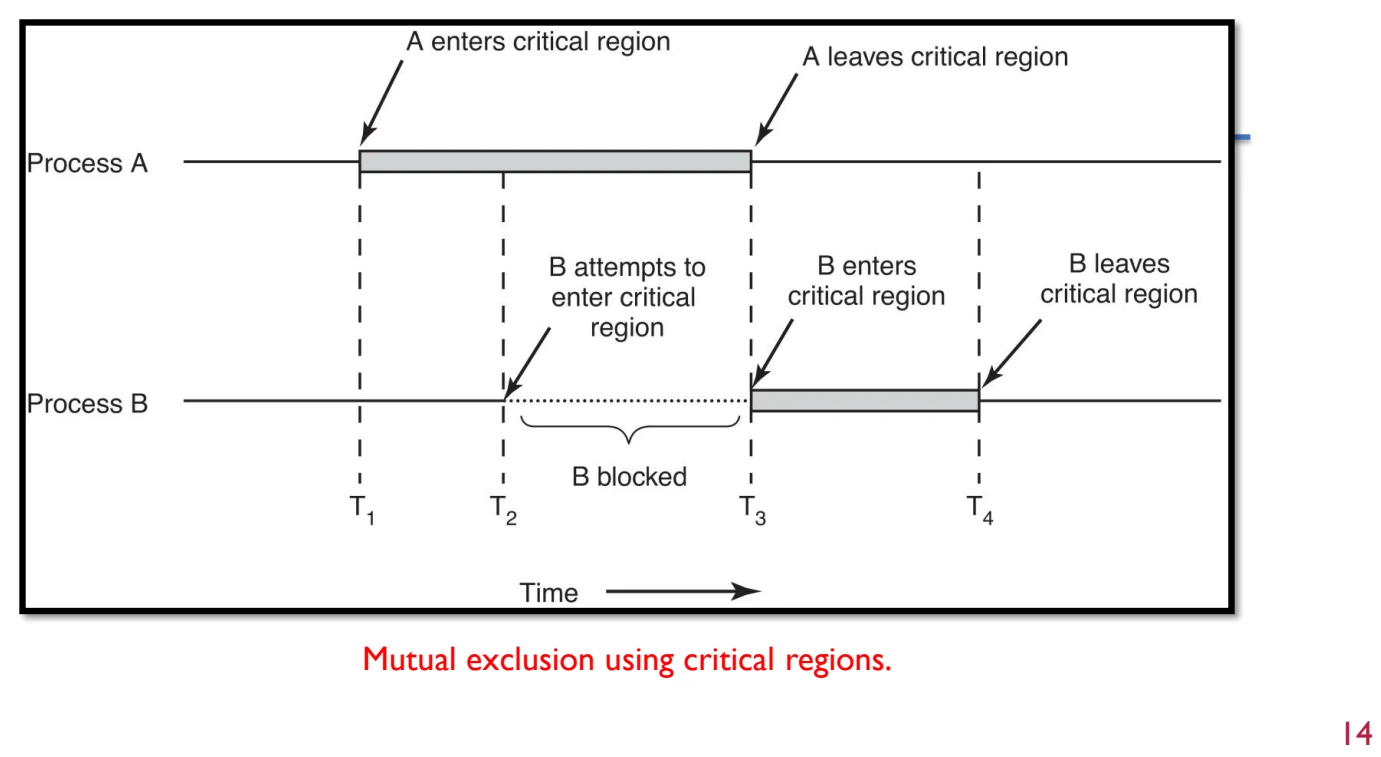 A enters critical region
A leaves critical region
Process A
B attempts to
enter critical
region
B enters
critical region
B leaves
critical region
Process B
B blocked
T1
T2
T3
T4
Time
Mutual exclusion using critical regions.
14